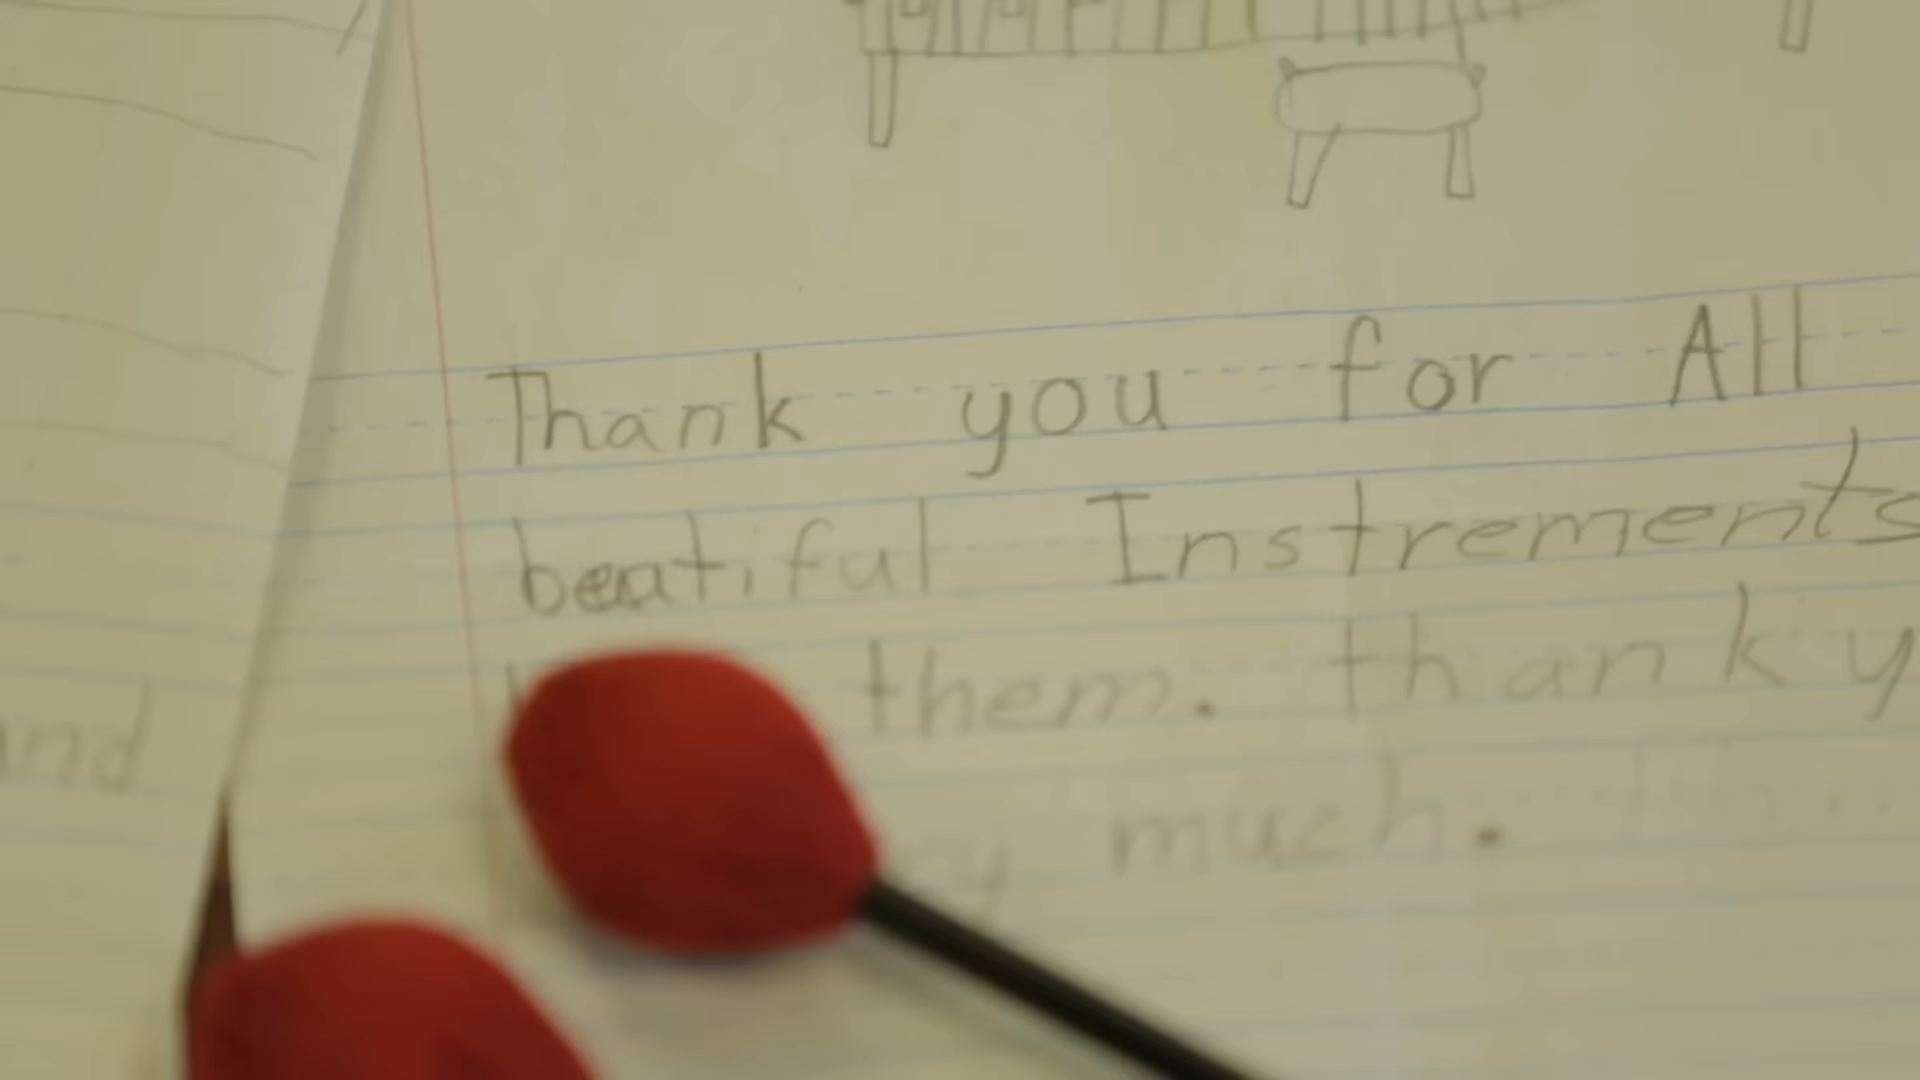 and
Thank you for All
beatiful Instrements
them. thank y
much.